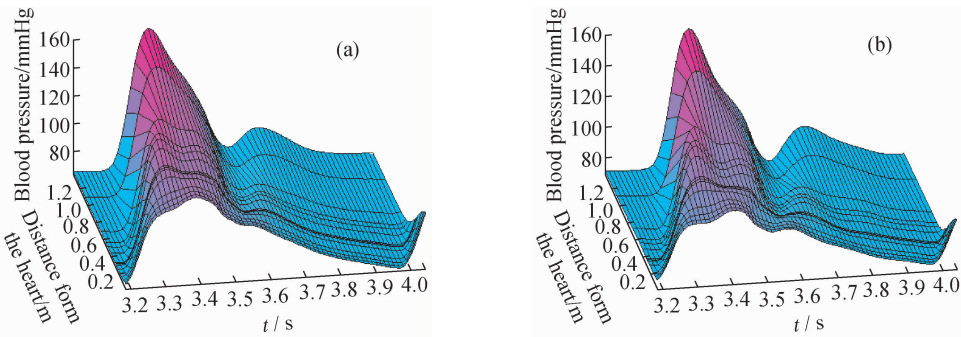 (a)
Blood pressure/mmHg
160
140
120
100
80
1.2
1.0
0.8
0.6
0.4
0.2
Distance form
the heart/m
3.2 3.3 3.4 3.5 3.6 3.7 3.8 3.9 4.0
t / s
(b)
Blood pressure/mmHg
160
140
120
100
80
1.2
1.0
0.8
0.6
0.4
0.2
Distance form
the heart/m
3.2 3.3 3.4 3.5 3.6 3.7 3.8 3.9 4.0
t / s